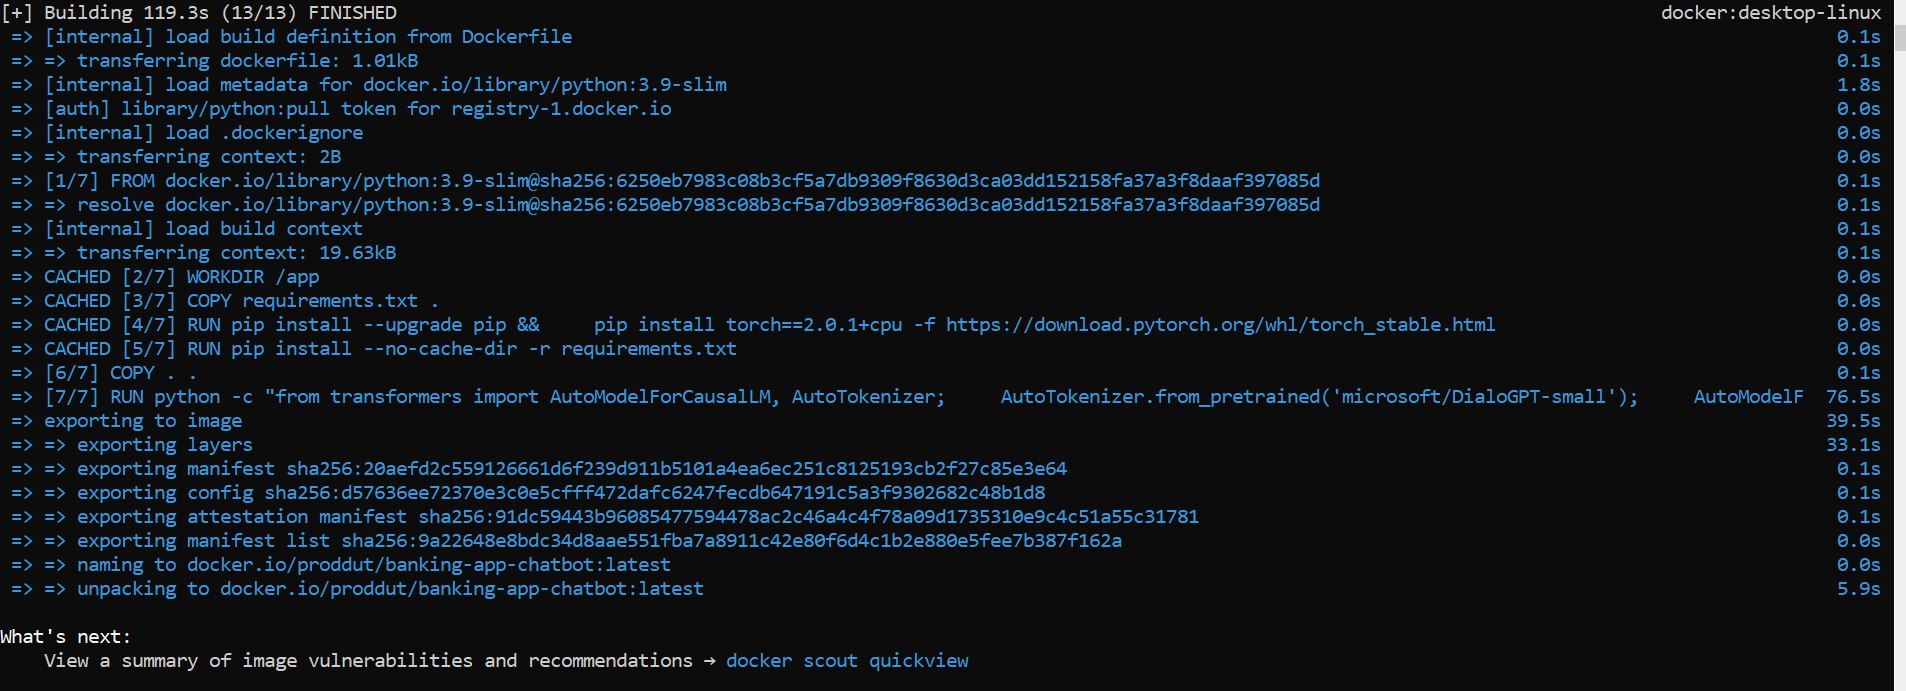 [+] Building 119.3s (13/13) FINISHED docker:desktop-linux
=> [internal] load build definition from Dockerfile 0.1s
=> => transferring dockerfile: 1.01kB 0.1s
=> [internal] load metadata for docker.io/library/python:3.9-slim 1.8s
=> [auth] library/python:pull token for registry-1.docker.io 0.0s
=> [internal] load .dockerignore 0.0s
=> => transferring context: 2B 0.0s
=> [1/7] FROM docker.io/library/python:3.9-slim@sha256:6250eb7983c08b3cf5a7db9309f8630d3ca03dd152158fa37a3f8daaf397085d 0.1s
=> => resolve docker.io/library/python:3.9-slim@sha256:6250eb7983c08b3cf5a7db9309f8630d3ca03dd152158fa37a3f8daaf397085d 0.1s
=> [internal] load build context 0.1s
=> => transferring context: 19.63kB 0.1s
=> CACHED [2/7] WORKDIR /app 0.0s
=> CACHED [3/7] COPY requirements.txt . 0.0s
=> CACHED [4/7] RUN pip install --upgrade pip &&     pip install torch==2.0.1+cpu -f https://download.pytorch.org/whl/torch_stable.html 0.0s
=> CACHED [5/7] RUN pip install --no-cache-dir -r requirements.txt 0.0s
=> [6/7] COPY . . 0.1s
=> [7/7] RUN python -c "from transformers import AutoModelForCausalLM, AutoTokenizer;     AutoTokenizer.from_pretrained('microsoft/DialoGPT-small');     AutoModelF 76.5s
=> exporting to image 39.5s
=> => exporting layers 33.1s
=> => exporting manifest sha256:20aefd2c559126661d6f239d911b5101a4ea6ec251c8125193cb2f27c85e3e64 0.1s
=> => exporting config sha256:d57636ee72370e3c0e5cfff472dafc6247fecdb647191c5a3f9302682c48b1d8 0.1s
=> => exporting attestation manifest sha256:91dc59443b96085477594478ac2c46a4c4f78a09d1735310e9c4c51a55c31781 0.1s
=> => exporting manifest list sha256:9a22648e8bdc34d8aae551fba7a8911c42e80f6d4c1b2e880e5fee7b387f162a 0.0s
=> => naming to docker.io/proddut/banking-app-chatbot:latest 0.0s
=> => unpacking to docker.io/proddut/banking-app-chatbot:latest 5.9s
What's next:
View a summary of image vulnerabilities and recommendations → docker scout quickview